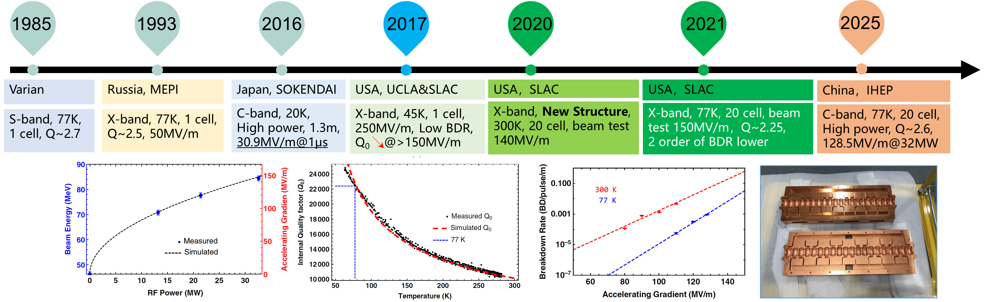 1985
1993
2016
2017
2020
2021
2025
Varian
S-band, 77K,
1 cell, Q~2.7
Russia, MEPI
X-band, 77K, 1 cell,
Q~2.5, 50MV/m
Japan, SOKENDAI
C-band, 20K,
High power, 1.3m,
30.9MV/m@1μs
USA, UCLA&SLAC
X-band, 45K, 1 cell,
250MV/m, Low BDR,
Q₀ @>150MV/m
USA, SLAC
X-band, New Structure,
300K, 20 cell, beam test
140MV/m
USA, SLAC
X-band, 77K, 20 cell, beam
test 150MV/m, Q~2.25,
2 order of BDR lower
China, IHEP
C-band, 77K, 20 cell,
High power, Q~2.6,
128.5MV/m@32MW
Beam Energy (MeV)
90
80
70
60
50
0
5
10
15
20
25
30
RF Power (MW)
150
100
50
0
Accelerating Gradien (MV/m)
Measured
Simulated
Internal Quality factor (Q₀)
24000
22000
20000
18000
16000
14000
12000
10000
50
100
150
200
250
300
Temperature (K)
Measured Q₀
Simulated Q₀
77 K
Breakdown Rate (BD/pulse/m)
0.100
0.001
10⁻⁵
10⁻⁷
60
80
100
120
140
Accelerating Gradient (MV/m)
300 K
77 K